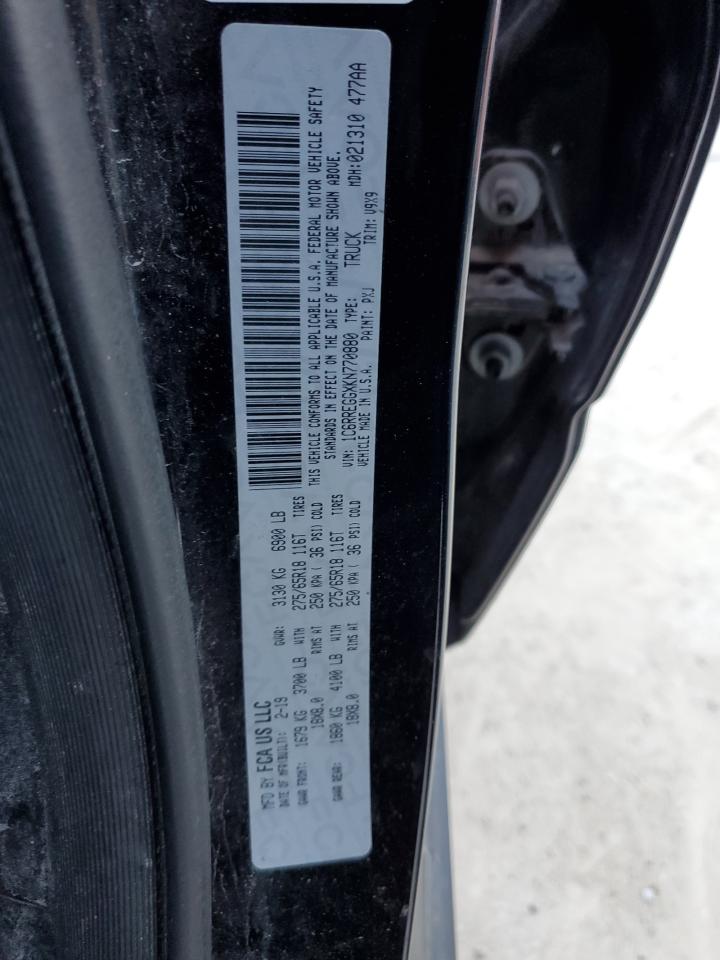 MFD BY FCA US LLC
DATE OF MFR(BUILT): 2-19 GVWR: 3130 KG 6900 LB
GAWR FRONT: 1679 KG 3700 LB WITH 275/65R18 116T TIRES
18X8.0 RIMS AT 250 KPA ( 36 PSI) COLD
GAWR REAR: 1860 KG 4100 LB WITH 275/65R18 116T TIRES
18X8.0 RIMS AT 250 KPA ( 36 PSI) COLD
THIS VEHICLE CONFORMS TO ALL APPLICABLE U.S.A. FEDERAL MOTOR VEHICLE SAFETY
STANDARDS IN EFFECT ON THE DATE OF MANUFACTURE SHOWN ABOVE.
VIN: 1C6RREGGXKN770880 TYPE: TRUCK MDH:021310 477AA
VEHICLE MADE IN U.S.A. PAINT: PXJ TRIM: V9X9